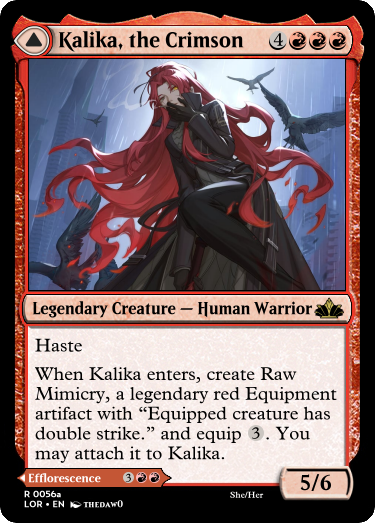 Kalika, the Crimson 4
Legendary Creature — Human Warrior
Haste
When Kalika enters, create Raw
Mimicry, a legendary red Equipment
artifact with “Equipped creature has
double strike.” and equip 3. You
may attach it to Kalika.
Efflorescence 3
5/6
R 0056a
She/Her
LOR • EN THEDAW0